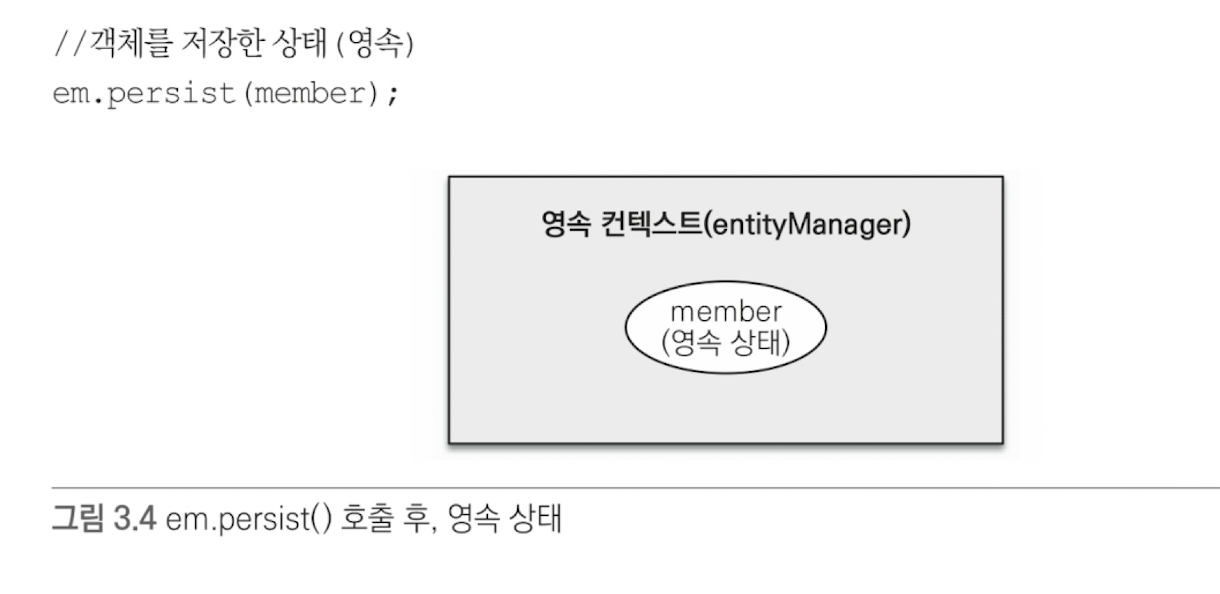 //객체를 저장한 상태(영속)
em.persist(member);
영속 컨텍스트(entityManager)
member
(영속 상태)
그림 3.4 em.persist() 호출 후, 영속 상태